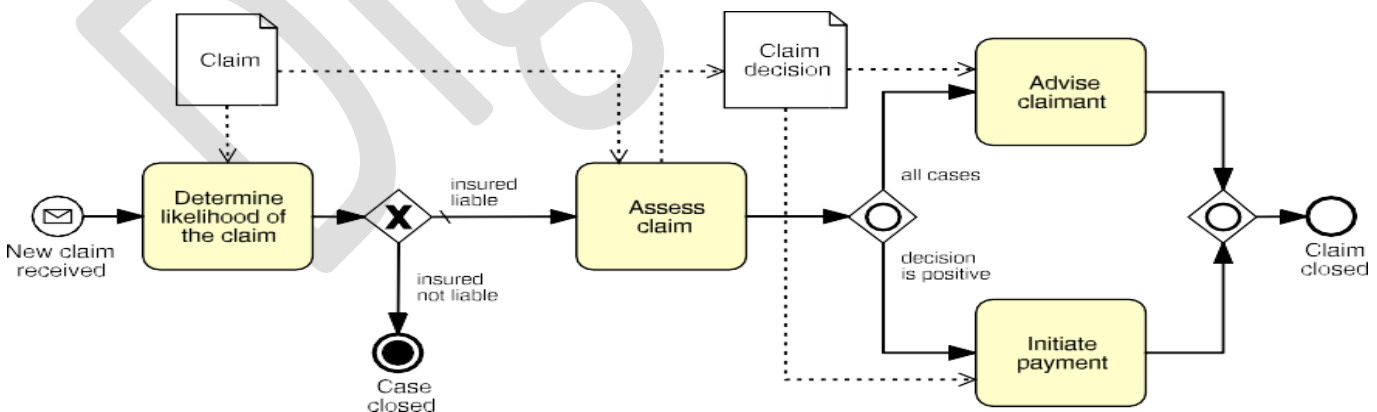 Claim
Claim
decision
Advise
claimant
insured
liable
all cases
Determine
likelihood of
the claim
X
Assess
claim
New claim
received
Claim
closed
decision
is positive
insured
not liable
Initiate
payment
Case
closed